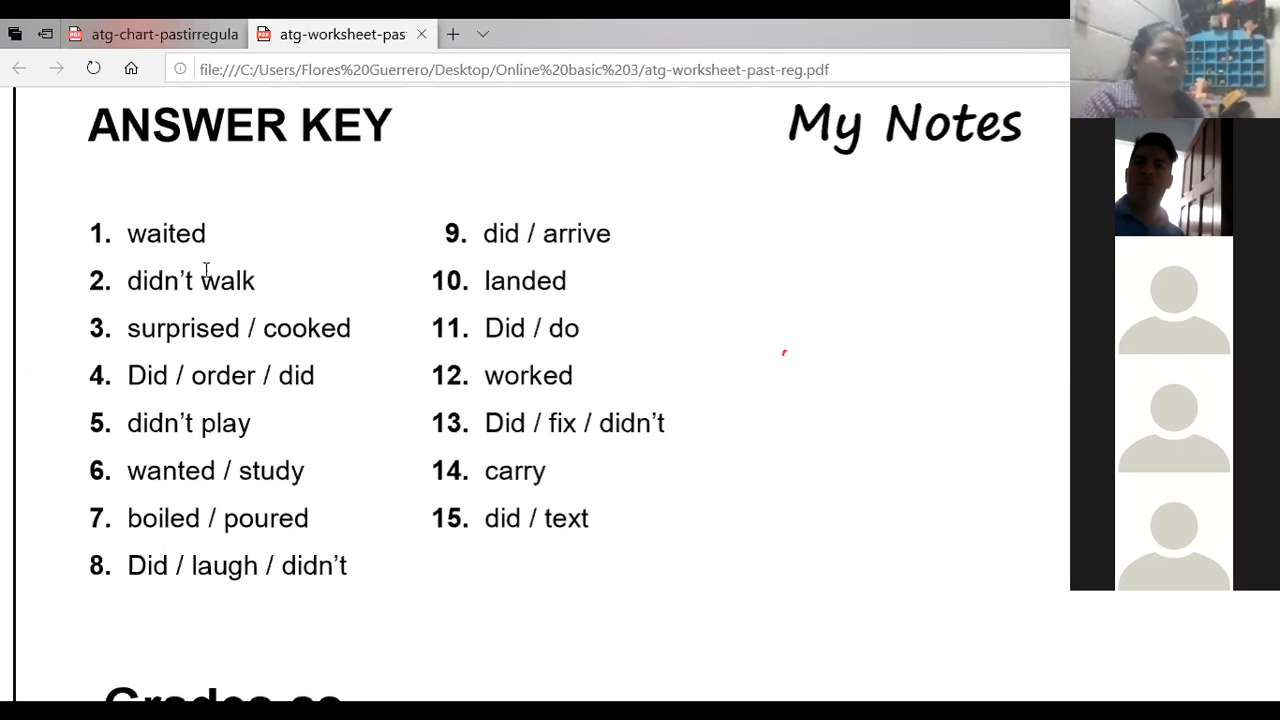 atg-chart-pastirregula
atg-worksheet-pas
file:///C:/Users/Flores%20Guerrero/Desktop/Online%20basic%203/atg-worksheet-past-reg.pdf
ANSWER KEY
My Notes
1. waited
2. didn't walk
3. surprised / cooked
4. Did / order / did
5. didn't play
6. wanted / study
7. boiled / poured
8. Did / laugh / didn't
9. did / arrive
10. landed
11. Did / do
12. worked
13. Did / fix / didn't
14. carry
15. did / text